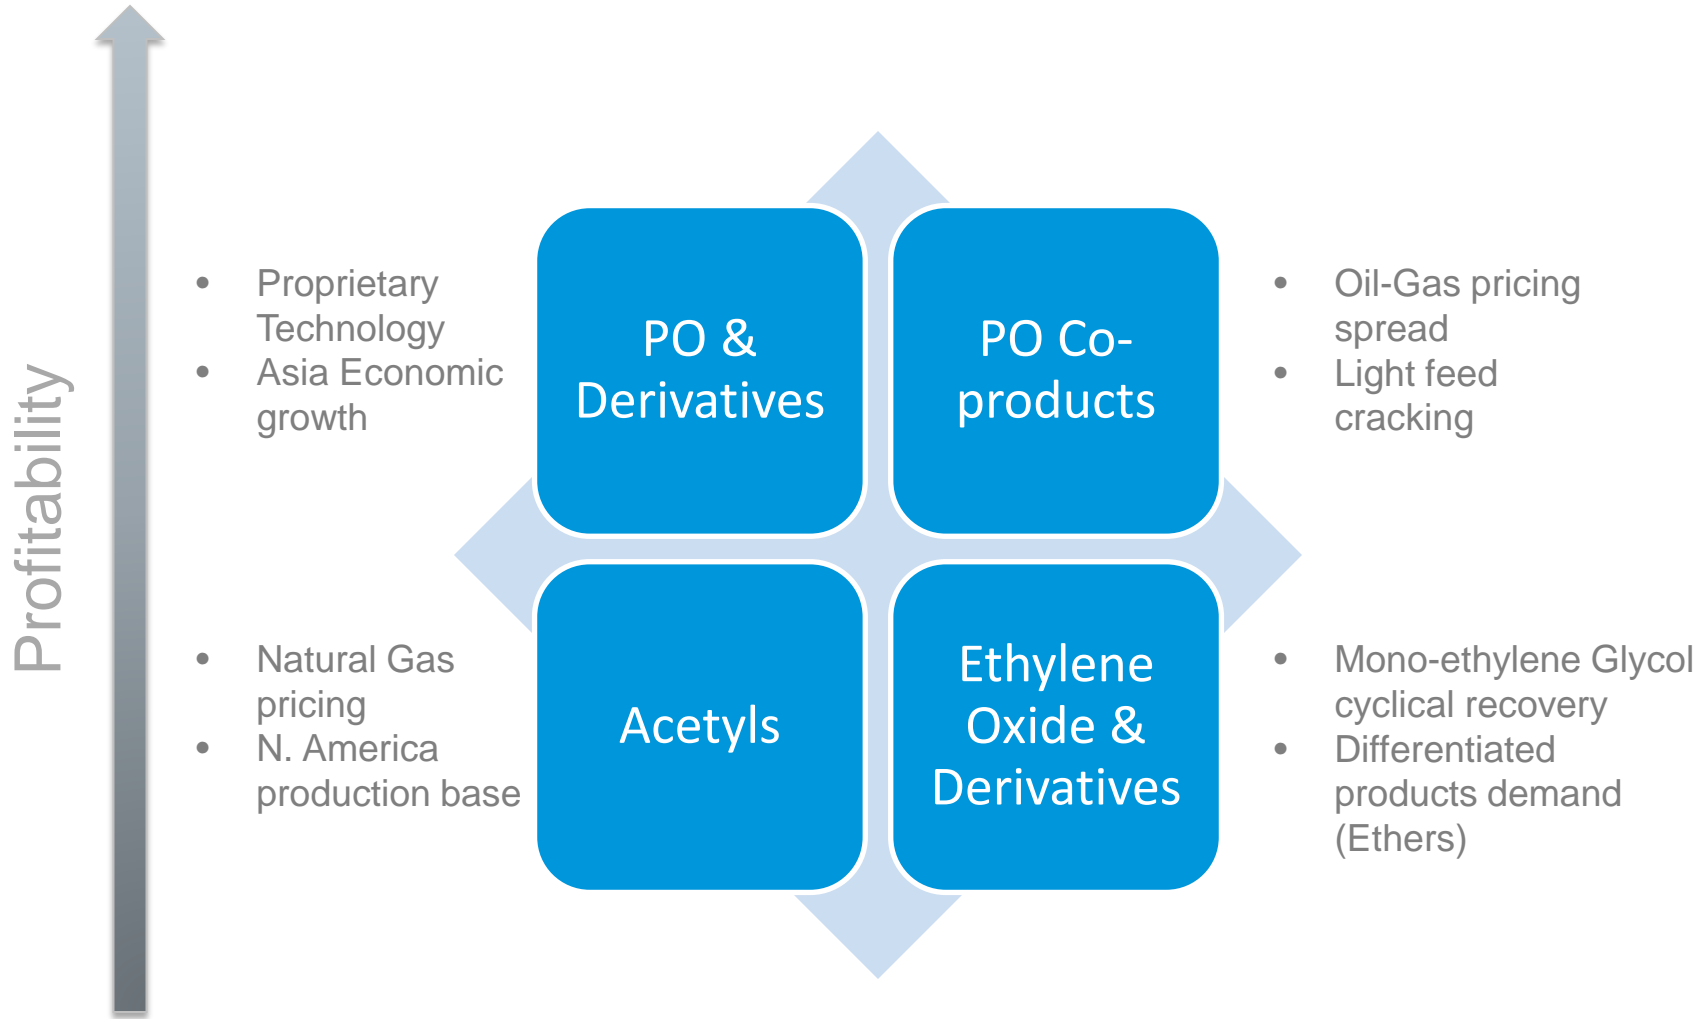 Profitability
• Proprietary
Technology
• Asia Economic
growth
PO &
Derivatives
PO Co-
products
• Oil-Gas pricing
spread
• Light feed
cracking
• Natural Gas
pricing
• N. America
production base
Acetyls
Ethylene
Oxide &
Derivatives
• Mono-ethylene Glycol
cyclical recovery
• Differentiated
products demand
(Ethers)